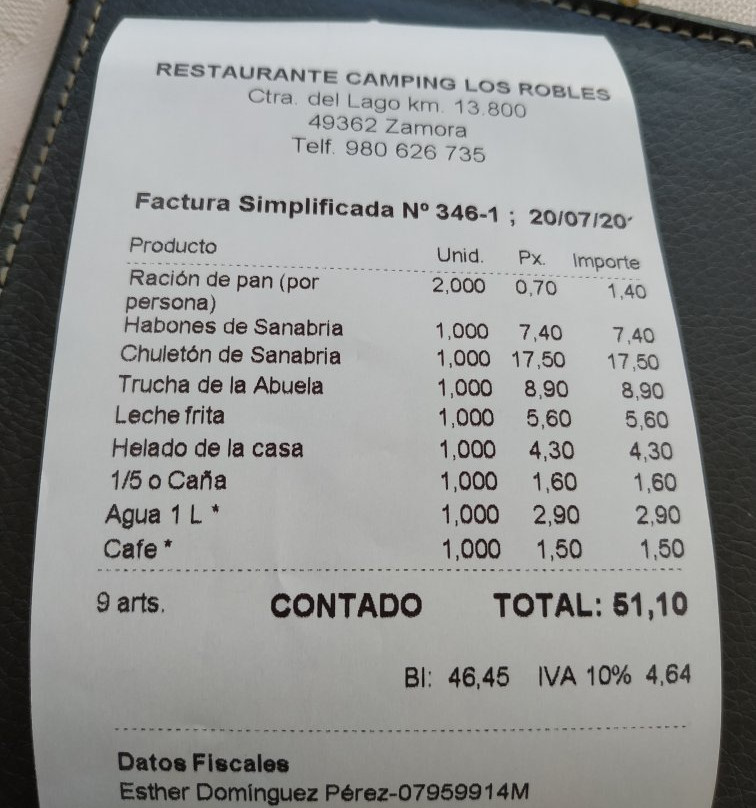 RESTAURANTE CAMPING LOS ROBLES
Ctra. del Lago km. 13.800
49362 Zamora
Telf. 980 626 735
Factura Simplificada Nº 346-1 ; 20/07/20
Producto Unid. Px. Importe
Ración de pan (por 2,000 0,70 1,40
persona)
Habones de Sanabria 1,000 7,40 7,40
Chuletón de Sanabria 1,000 17,50 17,50
Trucha de la Abuela 1,000 8,90 8,90
Leche frita 1,000 5,60 5,60
Helado de la casa 1,000 4,30 4,30
1/5 o Caña 1,000 1,60 1,60
Agua 1 L * 1,000 2,90 2,90
Cafe * 1,000 1,50 1,50
9 arts. CONTADO TOTAL: 51,10
BI: 46,45 IVA 10% 4,64
Datos Fiscales
Esther Domínguez Pérez-07959914M